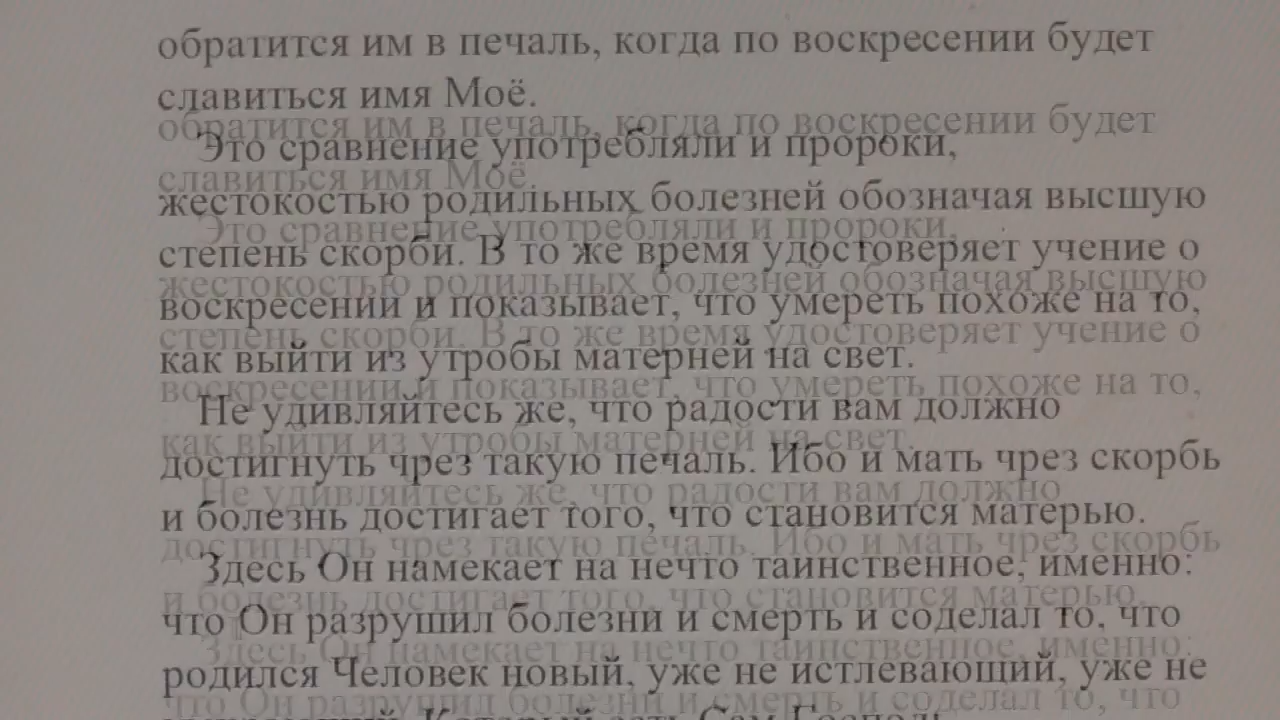 обратится им в печаль, когда по воскресении будет
славиться имя Моё.
Это сравнение употребляли и пророки,
жестокостью родильных болезней обозначая высшую
степень скорби. В то же время удостоверяет учение о
воскресении и показывает, что умереть похоже на то,
как выйти из утробы матерней на свет.
Не удивляйтесь же, что радости вам должно
достигнуть чрез такую печаль. Ибо и мать чрез скорбь
и болезнь достигает того, что становится матерью.
Здесь Он намекает на нечто таинственное, именно:
что Он разрушил болезни и смерть и соделал то, что
родился Человек новый, уже не истлевающий, уже не
Который есть Сам Господь